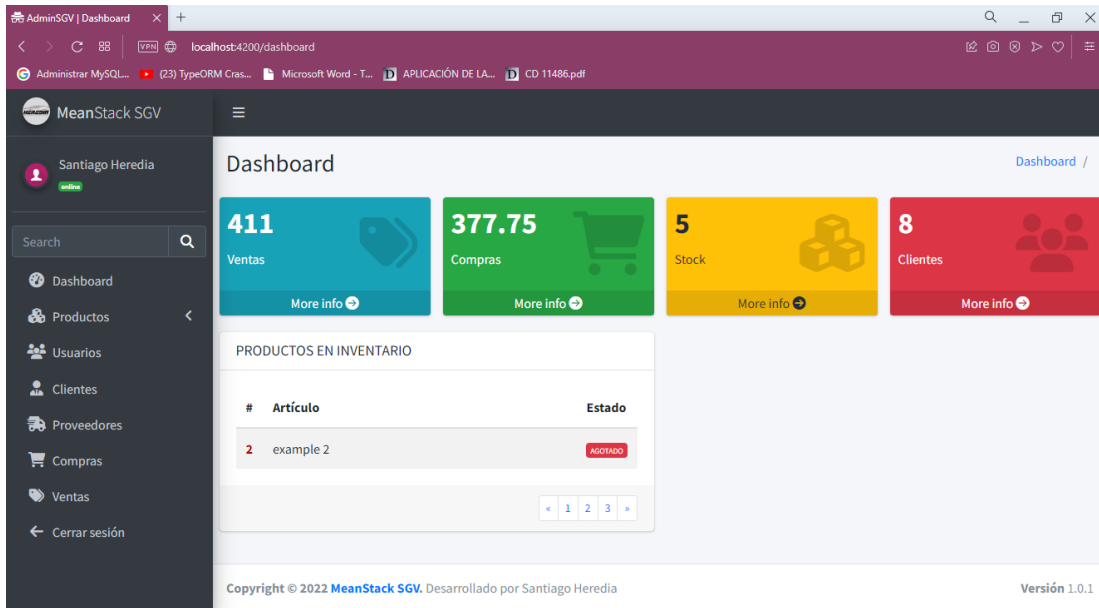 AdminSGV | Dashboard
VPN
localhost:4200/dashboard
Administrar MySQL...
(23) TypeORM Cras...
Microsoft Word - T...
APLICACIÓN DE LA...
CD 11486.pdf
MeanStack SGV
Santiago Heredia
online
Search
Dashboard
Productos
Usuarios
Clientes
Proveedores
Compras
Ventas
Cerrar sesión
Dashboard
Dashboard /
411
Ventas
More info
377.75
Compras
More info
5
Stock
More info
8
Clientes
More info
PRODUCTOS EN INVENTARIO
# Artículo Estado
2 example 2 AGOTADO
« 1 2 3 »
Copyright © 2022 MeanStack SGV. Desarrollado por Santiago Heredia
Versión 1.0.1